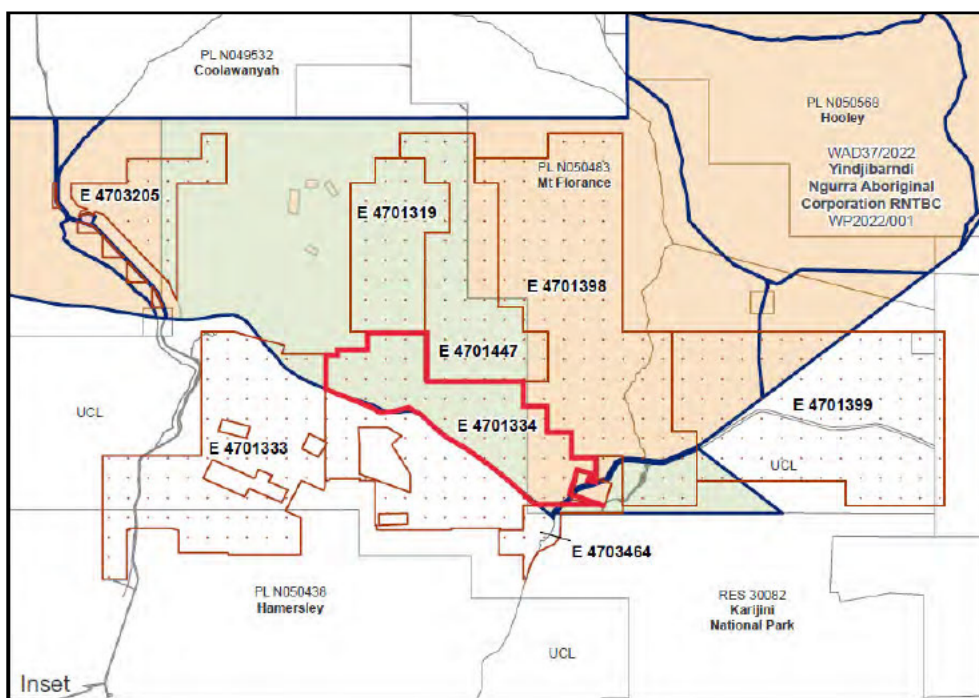 PL N049532
Coolawanyah
PL N050568
Hooley
WAD37/2022
Yindjibarndi
Ngurra Aboriginal
Corporation RNTBC
WP2022/001
PL N050483
Mt Florance
E 4703205
E 4701319
E 4701398
E 4701447
E 4701399
E 4701334
E 4701333
UCL
UCL
E 4703464
PL N050438
Hamersley
RES 30082
Karijini
National Park
UCL
Inset